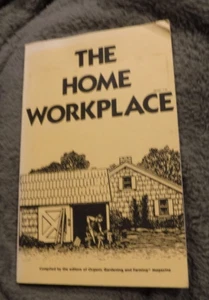 THE
HOME
WORKPLACE
Compiled by the editors of Organic Gardening and Farming® magazine